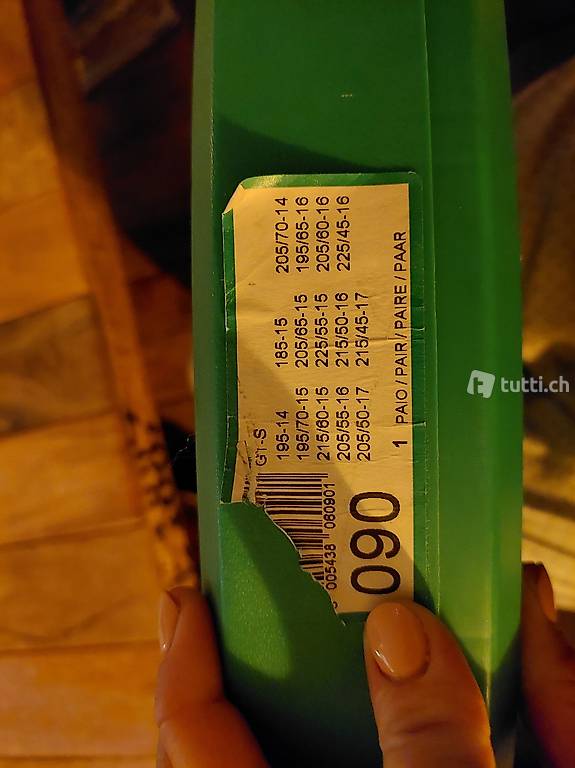 GT-S
195-14 185-15 205/70-14
195/70-15 205/65-15 195/65-16
215/60-15 225/55-15 205/60-16
205/55-16 215/50-16 225/45-16
205/50-17 215/45-17
1 PAIO / PAIR / PAIRE / PAAR
005438 060901
090
tutti.ch